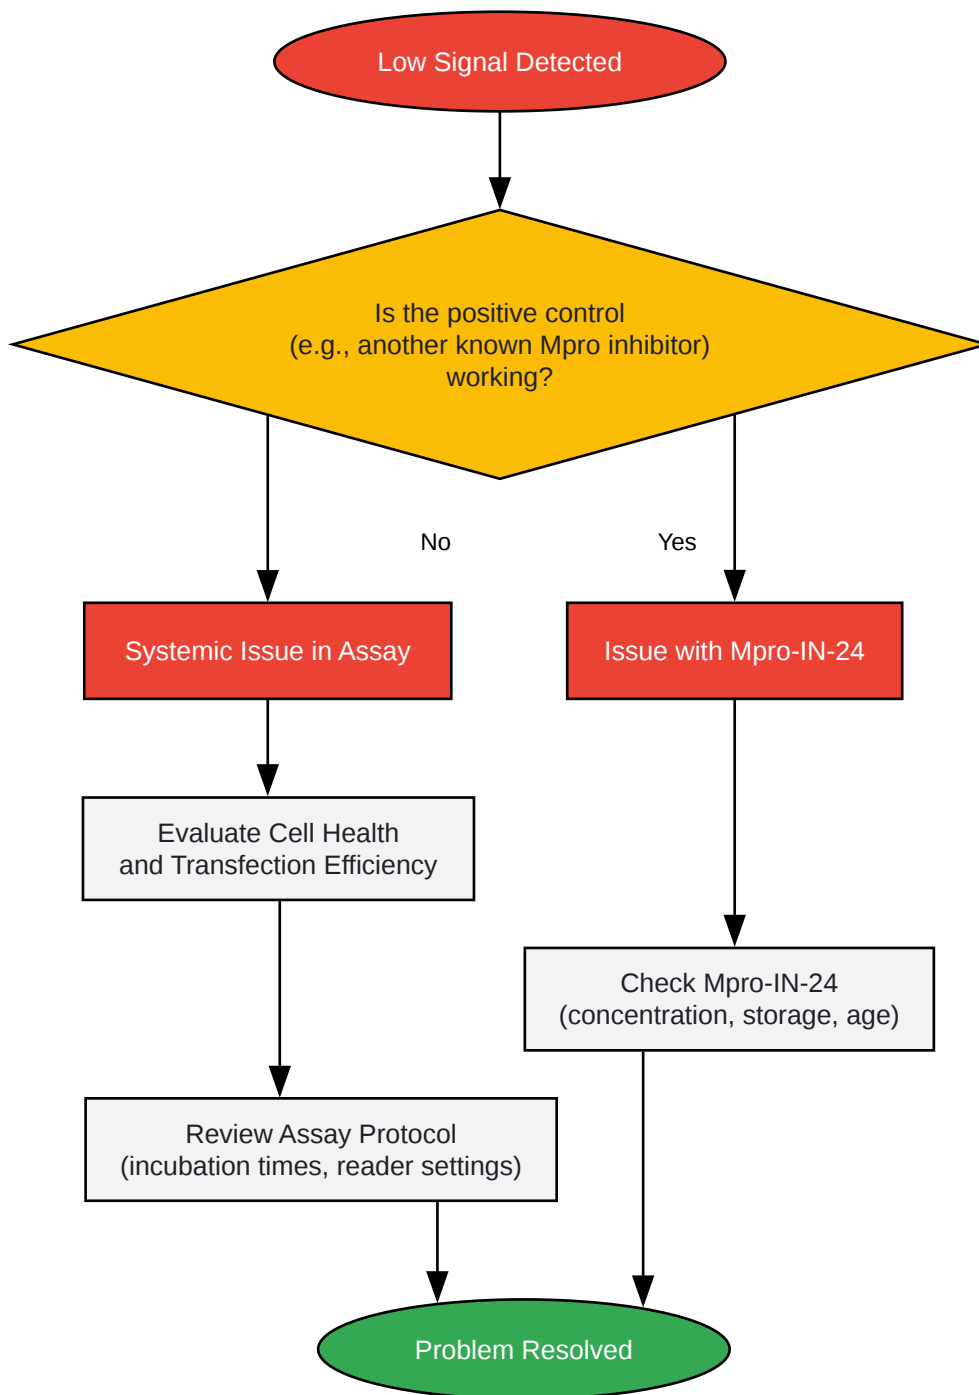 Low Signal Detected
Is the positive control
(e.g., another known Mpro inhibitor)
working?
No
Yes
Systemic Issue in Assay
Issue with Mpro-IN-24
Evaluate Cell Health
and Transfection Efficiency
Check Mpro-IN-24
(concentration, storage, age)
Review Assay Protocol
(incubation times, reader settings)
Problem Resolved